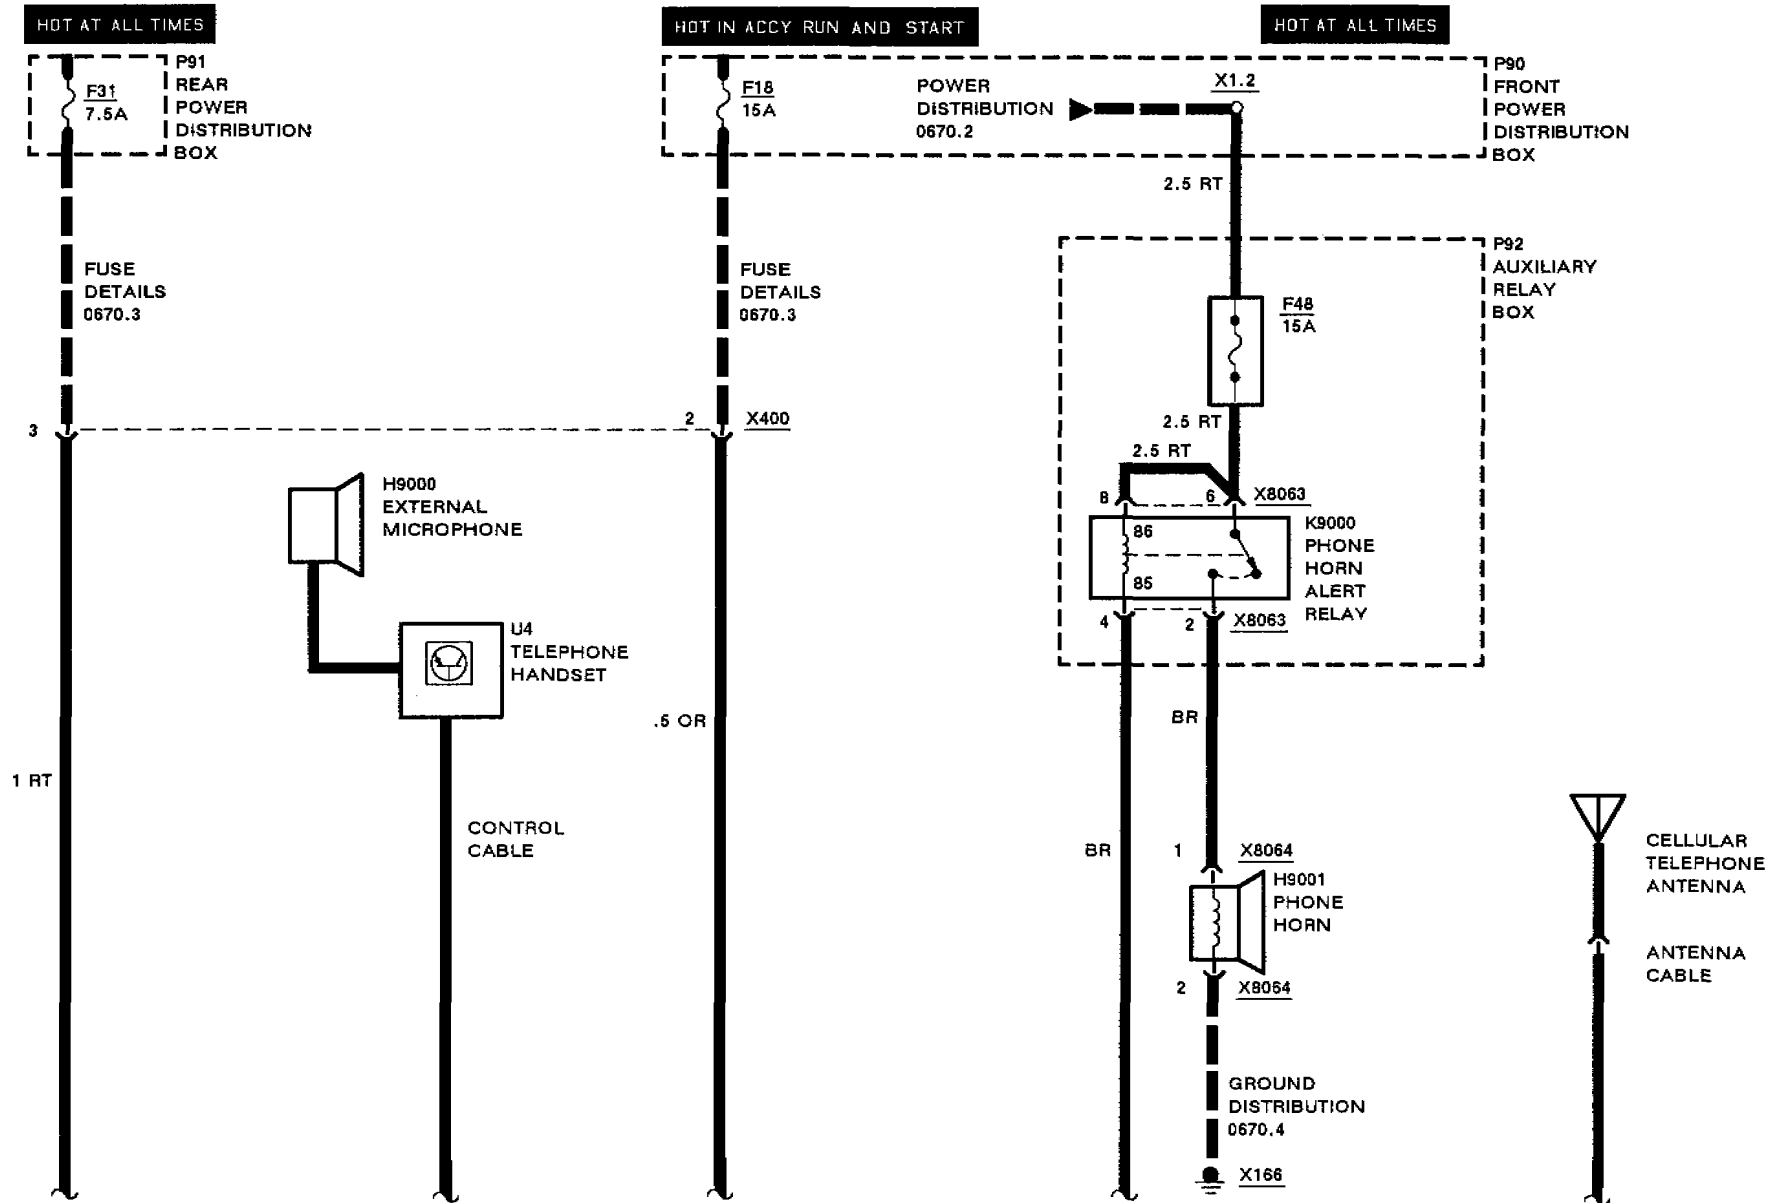 HOT AT ALL TIMES
HOT IN ACCY RUN AND START
HOT AT ALL TIMES
F31
7.5A
P91
REAR
POWER
DISTRIBUTION
BOX
F18
15A
POWER
DISTRIBUTION
0670.2
X1.2
P90
FRONT
POWER
DISTRIBUTION
BOX
2.5 RT
FUSE
DETAILS
0670.3
FUSE
DETAILS
0670.3
P92
AUXILIARY
RELAY
BOX
F48
15A
3
2
X400
2.5 RT
2.5 RT
8
6
X8063
H9000
EXTERNAL
MICROPHONE
86
85
K9000
PHONE
HORN
ALERT
RELAY
4
2
X8063
U4
TELEPHONE
HANDSET
.5 OR
BR
1 RT
CONTROL
CABLE
BR
1
X8064
H9001
PHONE
HORN
CELLULAR
TELEPHONE
ANTENNA
2
X8064
ANTENNA
CABLE
GROUND
DISTRIBUTION
0670.4
X166